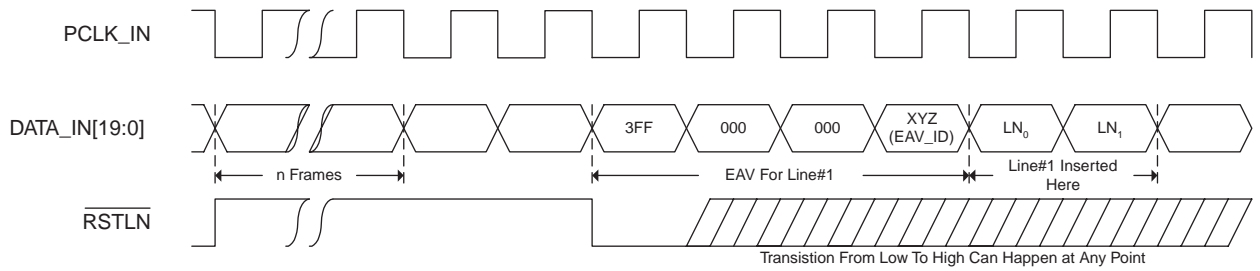 PCLK_IN
DATA_IN[19:0]
3FF
000
000
XYZ
(EAV_ID)
LN0
LN1
n Frames
EAV For Line#1
Line#1 Inserted
Here
RSTLN
Transistion From Low To High Can Happen at Any Point